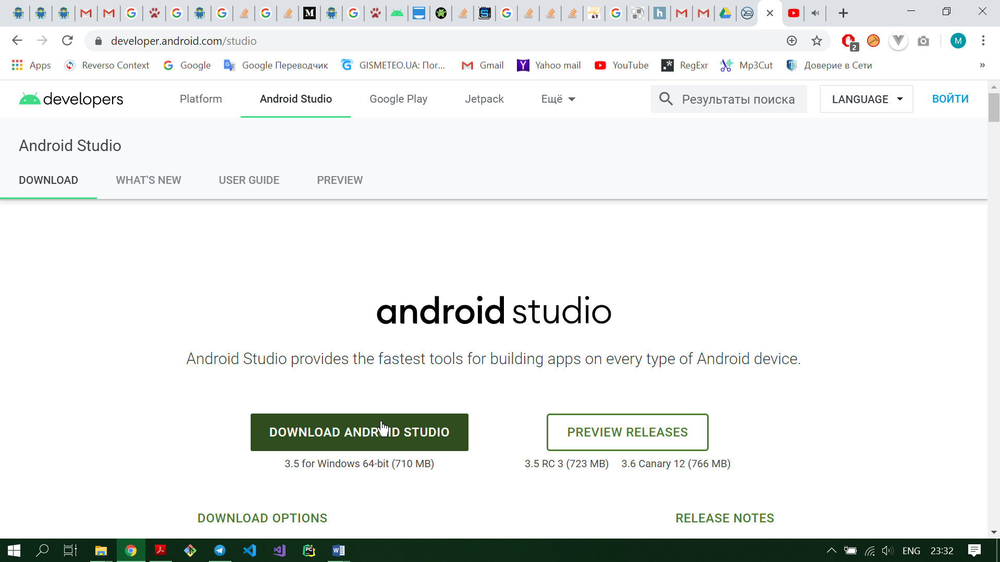 developer.android.com/studio
2
M
Apps
Reverso Context
Google
Google Переводчик
GISMETEO.UA: Пог...
Gmail
Yahoo mail
YouTube
RegExr
Mp3Cut
Доверие в Сети
»
developers
Platform
Android Studio
Google Play
Jetpack
Ещё
Результаты поиска
LANGUAGE
ВОЙТИ
Android Studio
DOWNLOAD
WHAT'S NEW
USER GUIDE
PREVIEW
android studio
Android Studio provides the fastest tools for building apps on every type of Android device.
DOWNLOAD ANDROID STUDIO
PREVIEW RELEASES
3.5 for Windows 64-bit (710 MB)
3.5 RC 3 (723 MB)
3.6 Canary 12 (766 MB)
DOWNLOAD OPTIONS
RELEASE NOTES
ENG
23:32